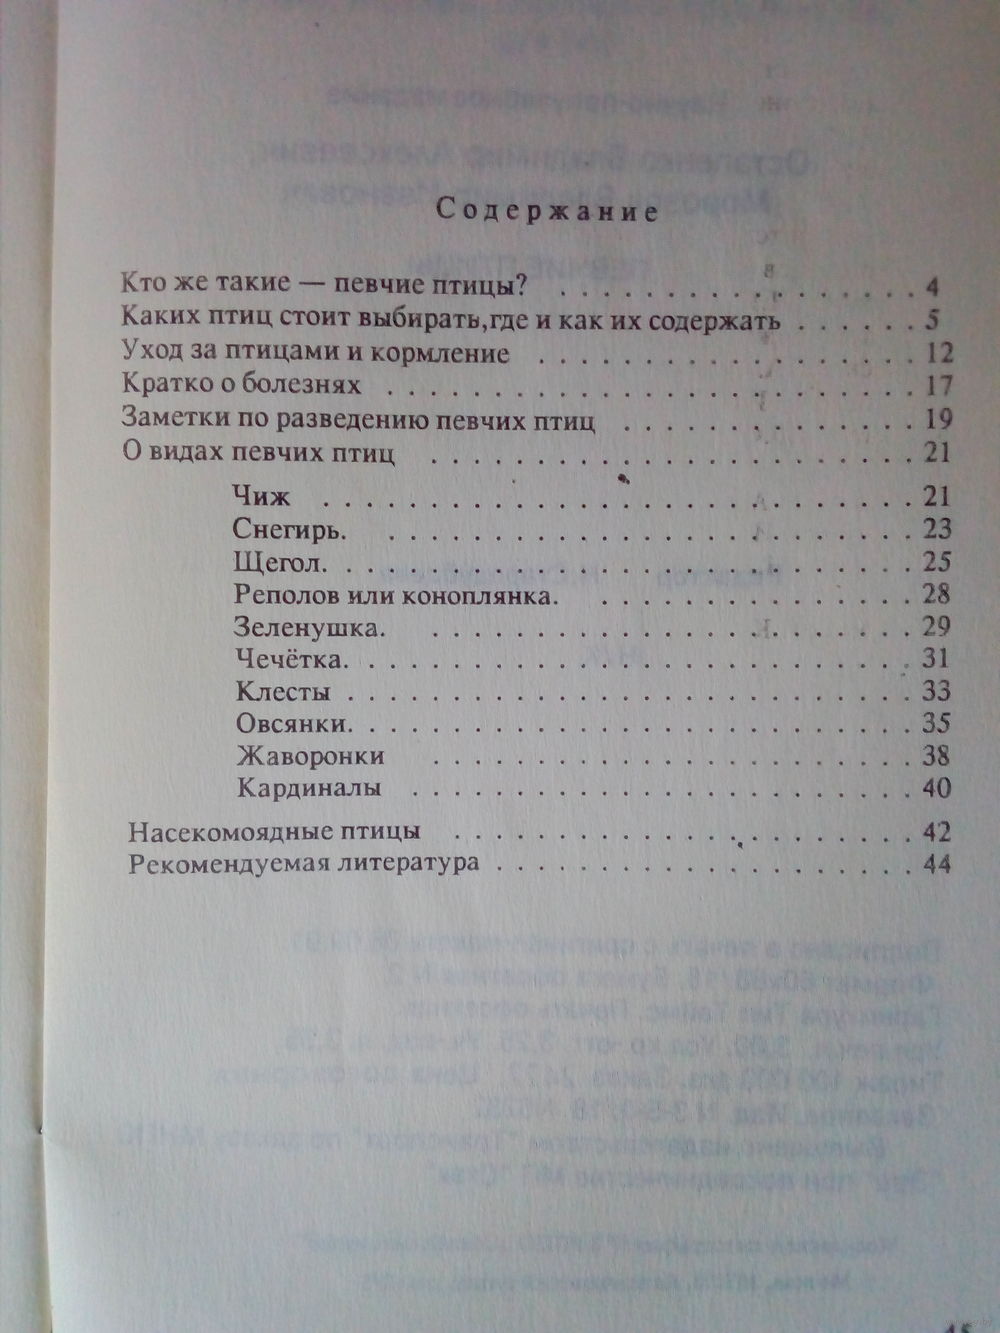 Содержание
Кто же такие — певчие птицы? . . . . . . . . . . . . . . . . . 4
Каких птиц стоит выбирать,где и как их содержать . . . . . . 5
Уход за птицами и кормление . . . . . . . . . . . . . . . . . . 12
Кратко о болезнях . . . . . . . . . . . . . . . . . . . . . . . . . 17
Заметки по разведению певчих птиц . . . . . . . . . . . . . . 19
О видах певчих птиц . . . . . . . . . . . . . . . . . . . . . . . 21
Чиж . . . . . . . . . . . . . . . . . . . . . . . . . . . . 21
Снегирь. . . . . . . . . . . . . . . . . . . . . . . . . . 23
Щегол. . . . . . . . . . . . . . . . . . . . . . . . . . . . 25
Реполов или коноплянка. . . . . . . . . . . . . . . . 28
Зеленушка. . . . . . . . . . . . . . . . . . . . . . . . 29
Чечётка. . . . . . . . . . . . . . . . . . . . . . . . . . . 31
Клесты . . . . . . . . . . . . . . . . . . . . . . . . . . . 33
Овсянки. . . . . . . . . . . . . . . . . . . . . . . . . . . 35
Жаворонки . . . . . . . . . . . . . . . . . . . . . . . 38
Кардиналы . . . . . . . . . . . . . . . . . . . . . . . . 40
Насекомоядные птицы . . . . . . . . . . . . . . . . . . . . . . 42
Рекомендуемая литература . . . . . . . . . . . . . . . . . . . . 44